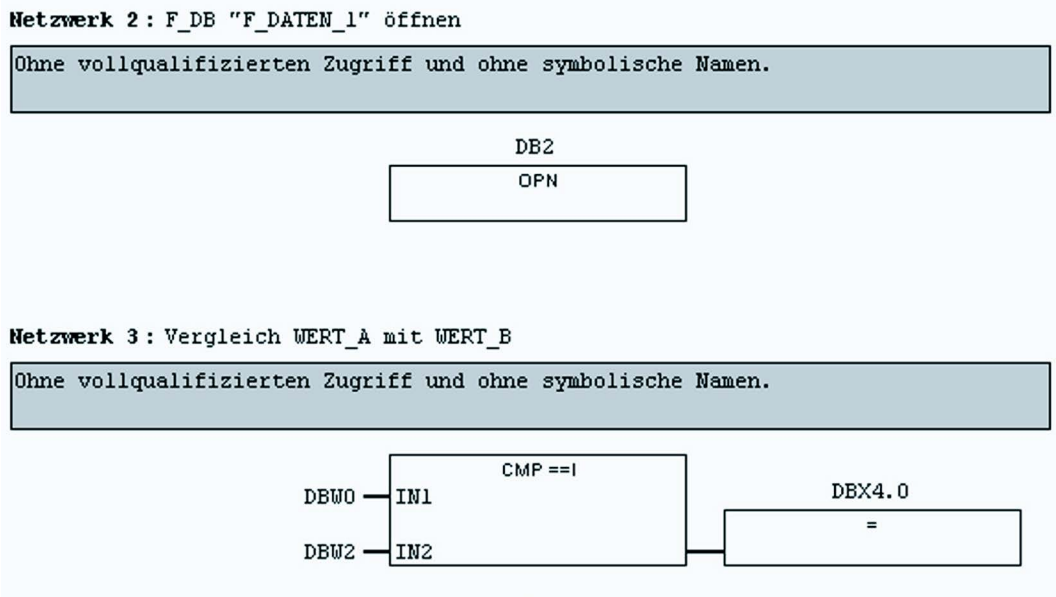 Netzwerk 2: F_DB "F_DATEN_1" öffnen
Ohne vollqualifizierten Zugriff und ohne symbolische Namen.
DB2
OPN
Netzwerk 3: Vergleich WERT_A mit WERT_B
Ohne vollqualifizierten Zugriff und ohne symbolische Namen.
CMP ==I
DBW0 IN1
DBX4.0
=
DBW2 IN2